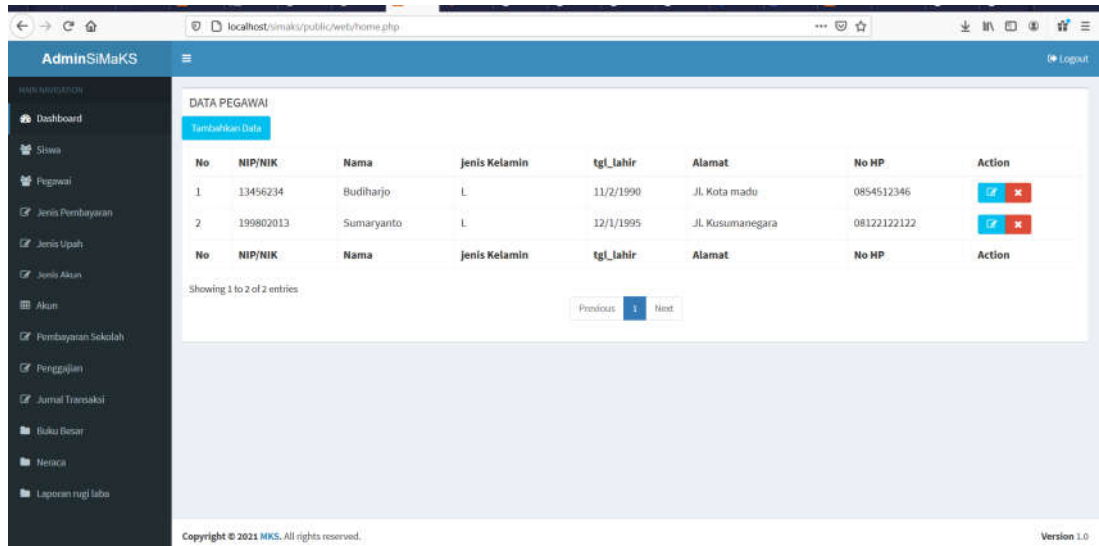 localhost/simaks/public/web/home.php
AdminSiMaKS
Logout
MAIN NAVIGATION
Dashboard
Siswa
Pegawai
Jenis Pembayaran
Jenis Upah
Jenis Akun
Akun
Pembayaran Sekolah
Penggajian
Jurnal Transaksi
Buku Besar
Neraca
Laporan rugi laba
DATA PEGAWAI
Tambahkan Data
No NIP/NIK Nama jenis Kelamin tgl_lahir Alamat No HP Action
1 13456234 Budiharjo L 11/2/1990 Jl. Kota madu 0854512346
2 199802013 Sumaryanto L 12/1/1995 Jl. Kusumanegara 08122122122
No NIP/NIK Nama jenis Kelamin tgl_lahir Alamat No HP Action
Showing 1 to 2 of 2 entries
Previous 1 Next
Copyright © 2021 MKS. All rights reserved.
Version 1.0